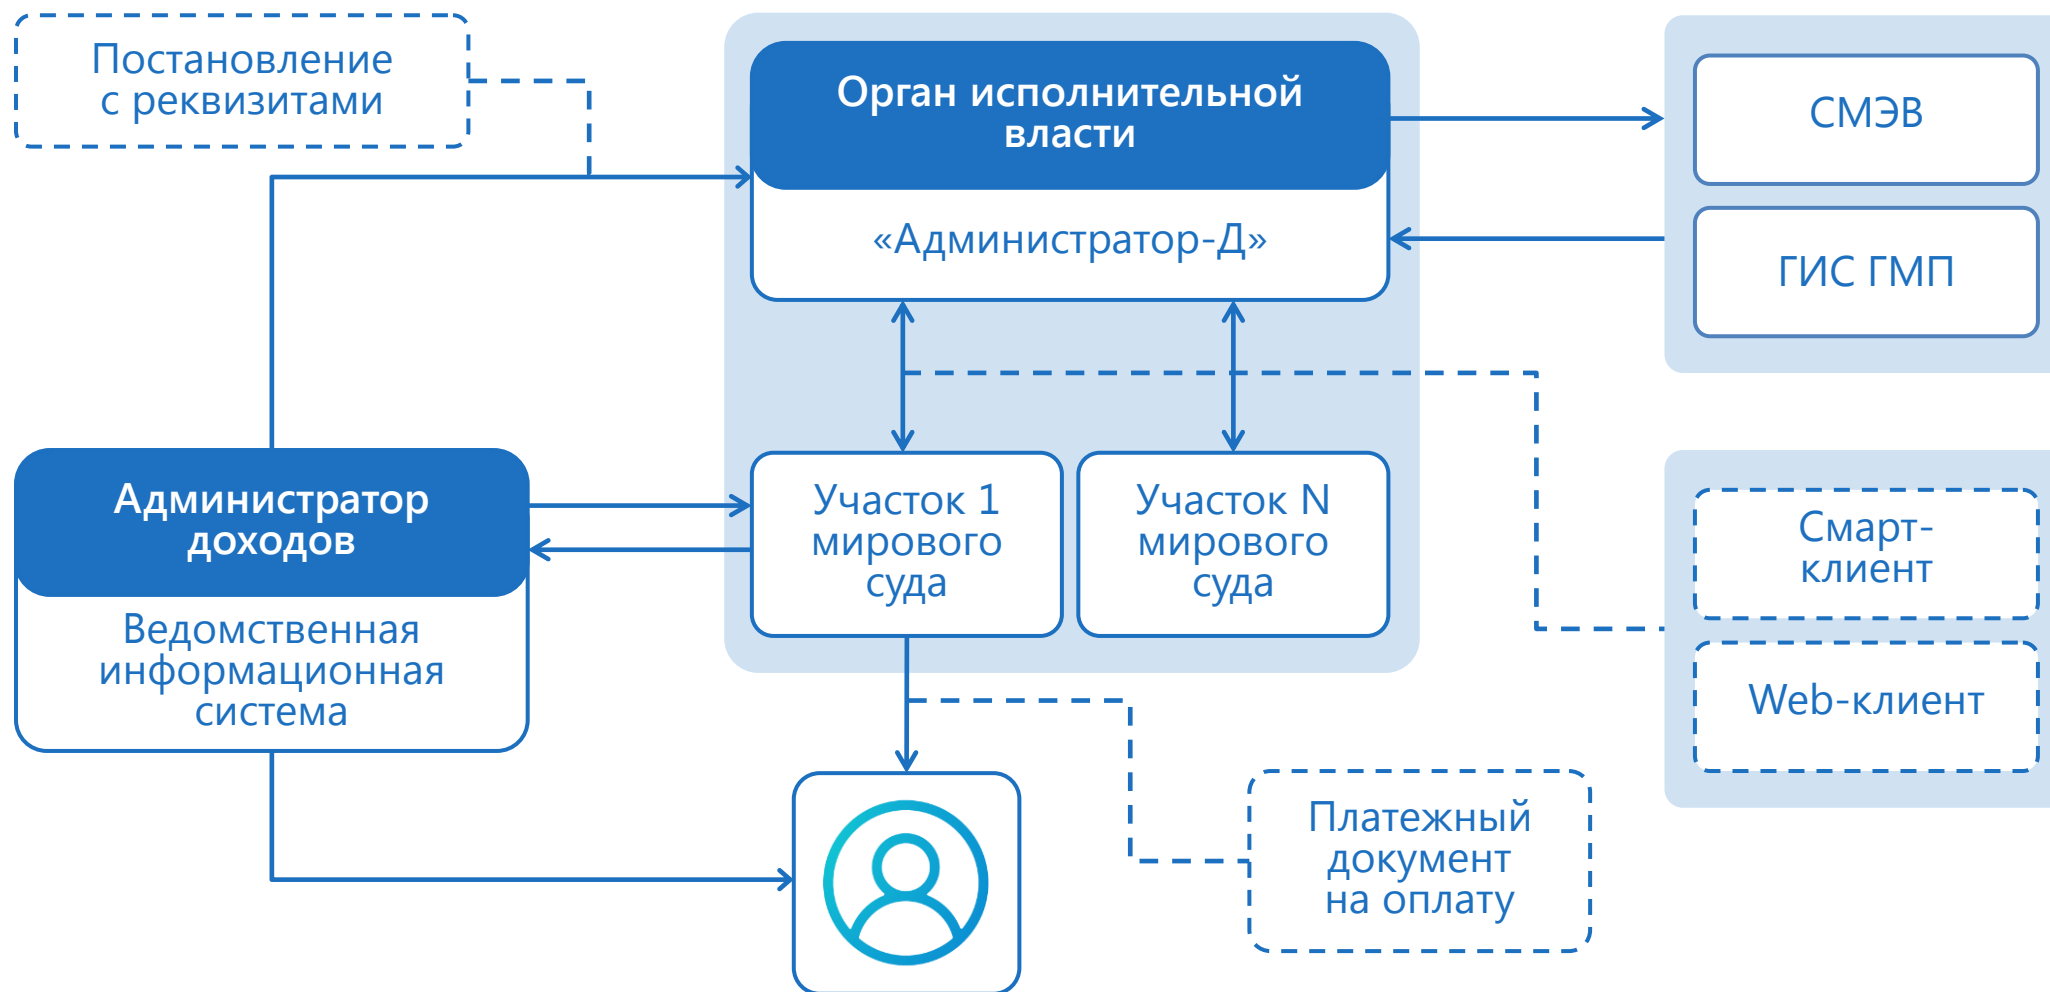 Постановление
с реквизитами
Орган исполнительной
власти
«Администратор-Д»
СМЭВ
ГИС ГМП
Администратор
доходов
Ведомственная
информационная
система
Участок 1
мирового
суда
Участок N
мирового
суда
Смарт-
клиент
Web-клиент
Платежный
документ
на оплату